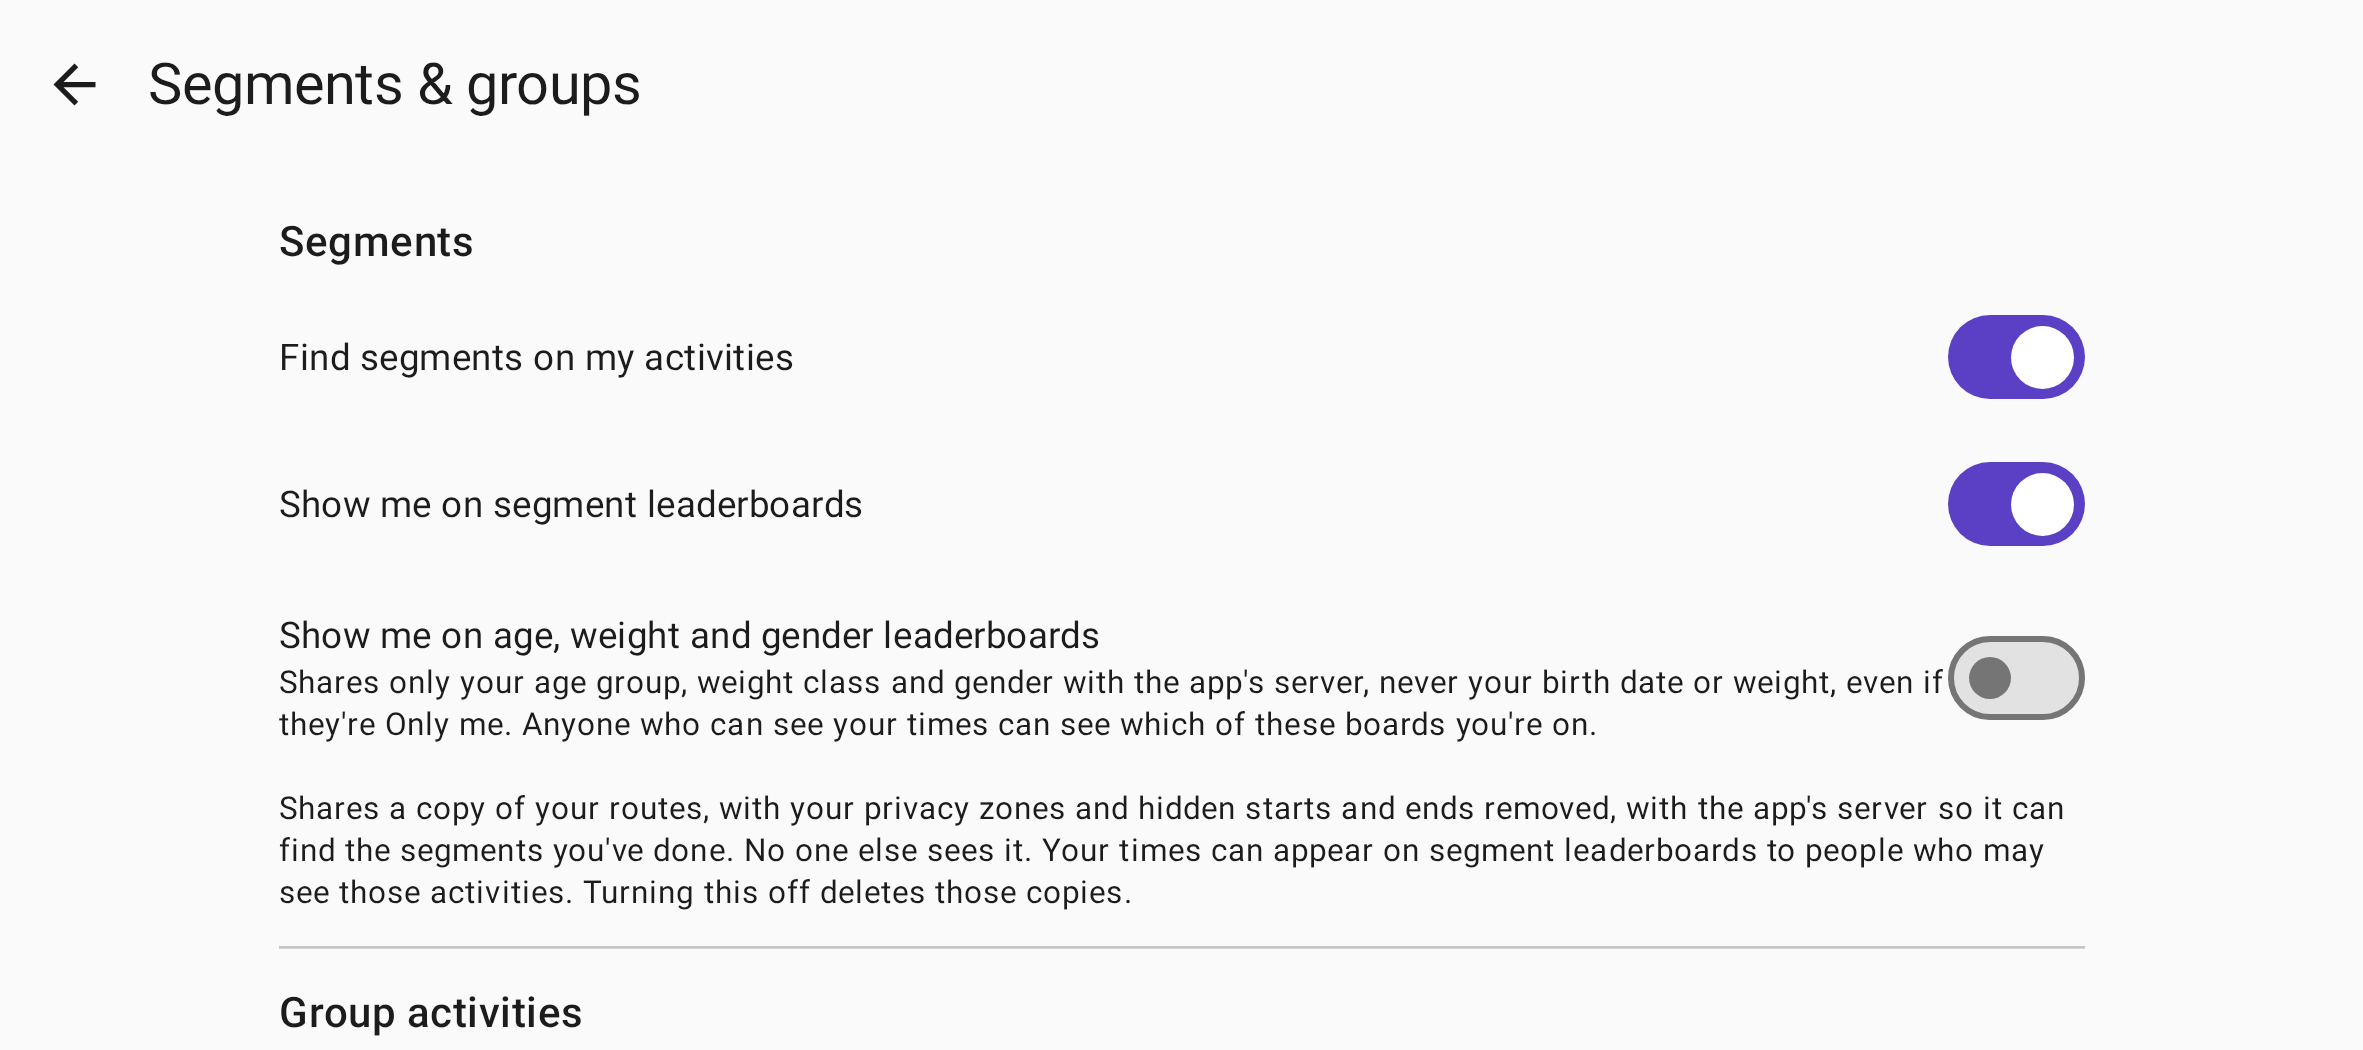 Segments & groups
Segments
Find segments on my activities
Show me on segment leaderboards
Show me on age, weight and gender leaderboards
Shares only your age group, weight class and gender with the app's server, never your birth date or weight, even if
they're Only me. Anyone who can see your times can see which of these boards you're on.
Shares a copy of your routes, with your privacy zones and hidden starts and ends removed, with the app's server so it can
find the segments you've done. No one else sees it. Your times can appear on segment leaderboards to people who may
see those activities. Turning this off deletes those copies.
Group activities